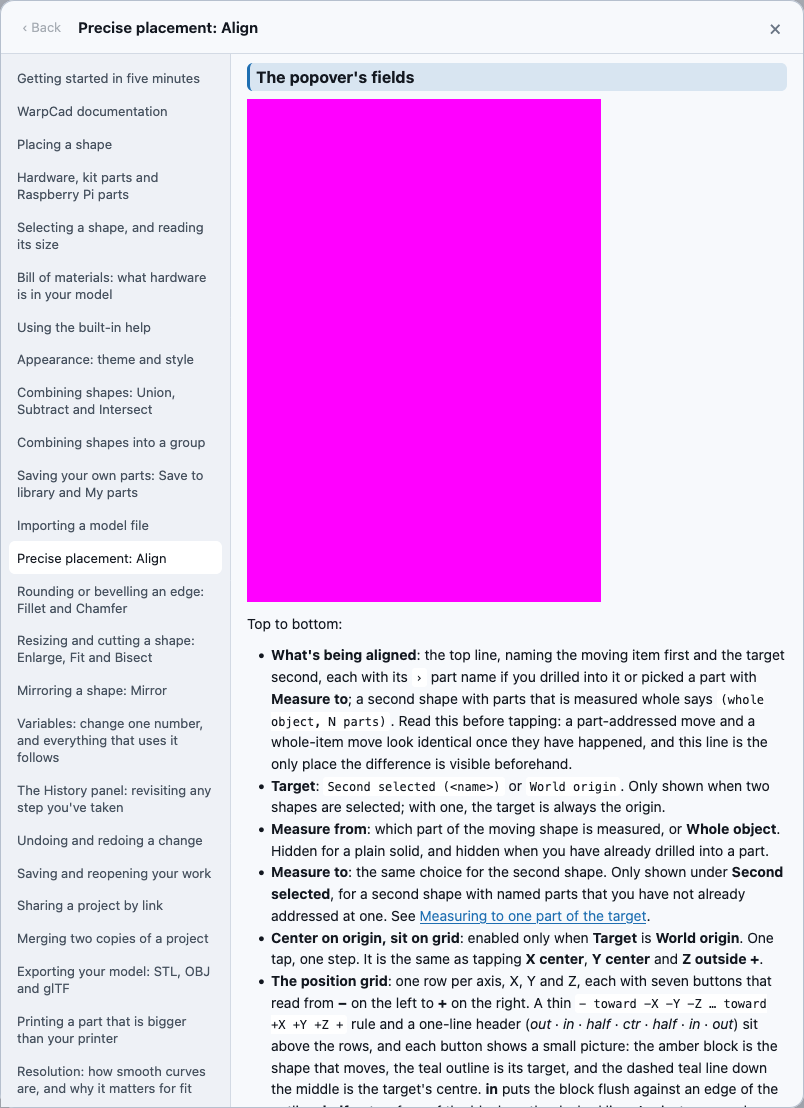 ‹ Back
Precise placement: Align
×
Getting started in five minutes
WarpCad documentation
Placing a shape
Hardware, kit parts and
Raspberry Pi parts
Selecting a shape, and reading
its size
Bill of materials: what hardware
is in your model
Using the built-in help
Appearance: theme and style
Combining shapes: Union,
Subtract and Intersect
Combining shapes into a group
Saving your own parts: Save to
library and My parts
Importing a model file
Precise placement: Align
Rounding or bevelling an edge:
Fillet and Chamfer
Resizing and cutting a shape:
Enlarge, Fit and Bisect
Mirroring a shape: Mirror
Variables: change one number,
and everything that uses it
follows
The History panel: revisiting any
step you've taken
Undoing and redoing a change
Saving and reopening your work
Sharing a project by link
Merging two copies of a project
Exporting your model: STL, OBJ
and glTF
Printing a part that is bigger
than your printer
Resolution: how smooth curves
are, and why it matters for fit
The popover's fields
Top to bottom:
• What's being aligned: the top line, naming the moving item first and the target
second, each with its › part name if you drilled into it or picked a part with
Measure to; a second shape with parts that is measured whole says (whole
object, N parts). Read this before tapping: a part-addressed move and a
whole-item move look identical once they have happened, and this line is the
only place the difference is visible beforehand.
• Target: Second selected (<name>) or World origin. Only shown when two
shapes are selected; with one, the target is always the origin.
• Measure from: which part of the moving shape is measured, or Whole object.
Hidden for a plain solid, and hidden when you have already drilled into a part.
• Measure to: the same choice for the second shape. Only shown under Second
selected, for a second shape with named parts that you have not already
addressed at one. See Measuring to one part of the target.
• Center on origin, sit on grid: enabled only when Target is World origin. One
tap, one step. It is the same as tapping X center, Y center and Z outside +.
• The position grid: one row per axis, X, Y and Z, each with seven buttons that
read from − on the left to + on the right. A thin − toward −X −Y −Z … toward
+X +Y +Z + rule and a one-line header (out · in · half · ctr · half · in · out) sit
above the rows, and each button shows a small picture: the amber block is the
shape that moves, the teal outline is its target, and the dashed teal line down
the middle is the target's centre. in puts the block flush against an edge of the